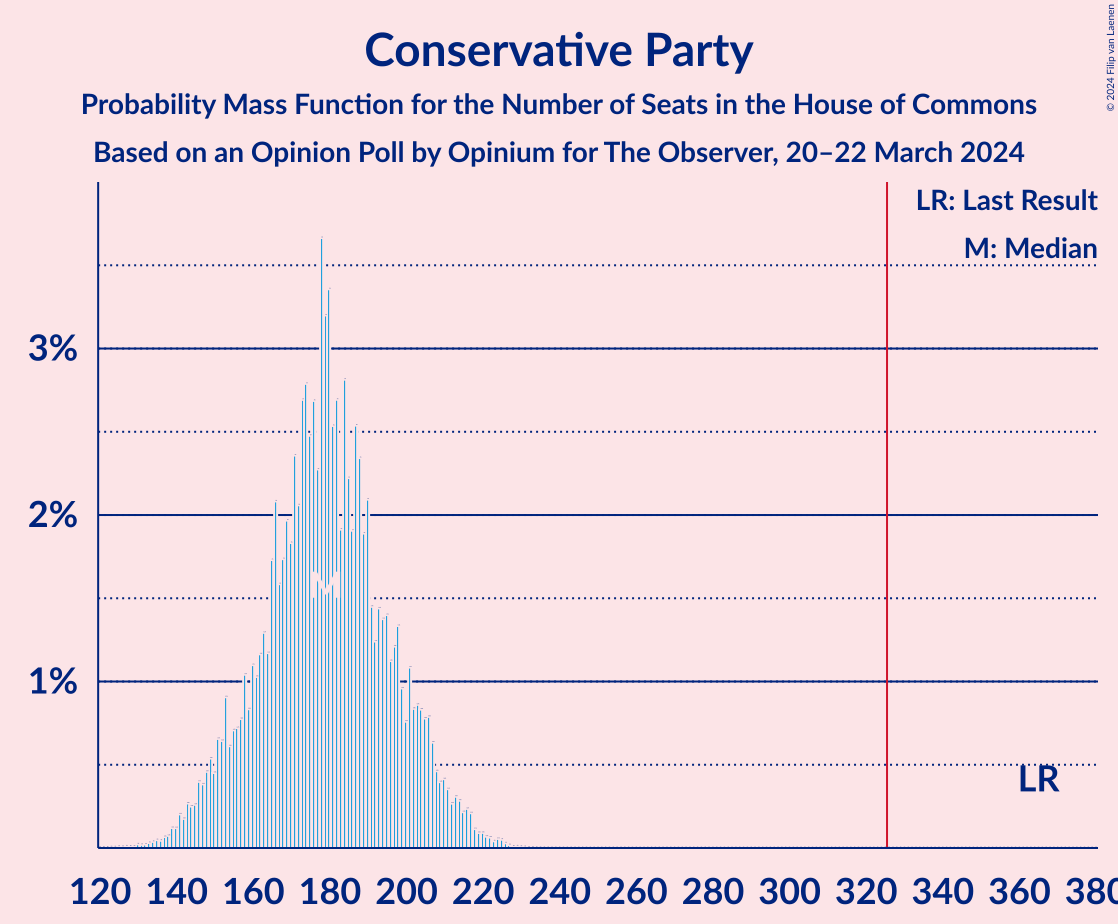 Conservative Party
Probability Mass Function for the Number of Seats in the House of Commons
Based on an Opinion Poll by Opinium for The Observer, 20–22 March 2024
© 2024 Filip van Laenen
LR: Last Result
M: Median
3%
2%
1%
LR
120 140 160 180 200 220 240 260 280 300 320 340 360 380